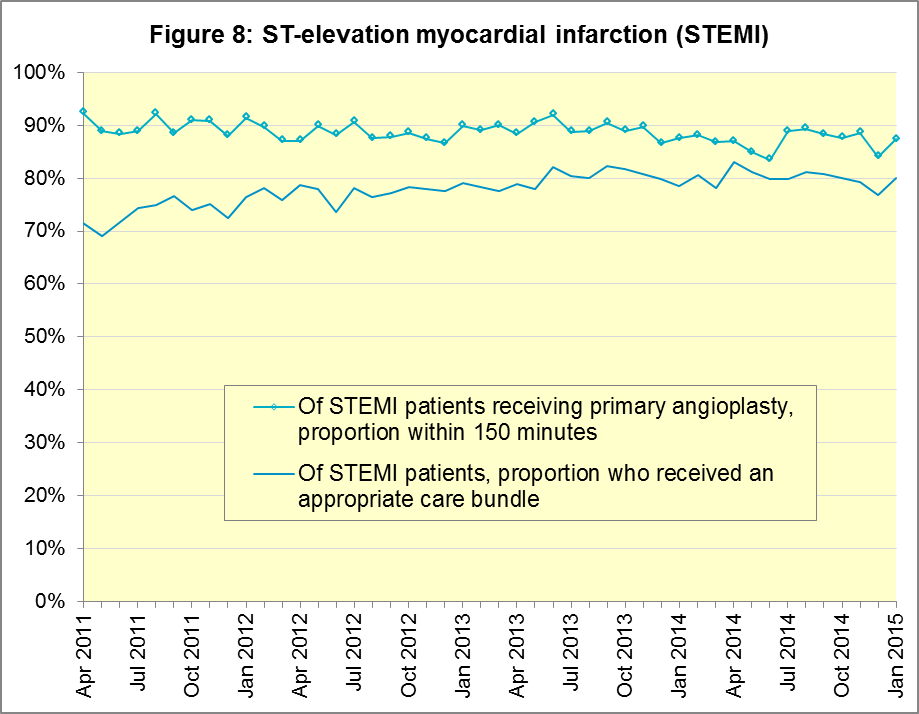 Figure 8: ST-elevation myocardial infarction (STEMI)
100%
90%
80%
70%
60%
50%
40%
30%
20%
10%
0%
Of STEMI patients receiving primary angioplasty,
proportion within 150 minutes
Of STEMI patients, proportion who received an
appropriate care bundle
Apr 2011
Jul 2011
Oct 2011
Jan 2012
Apr 2012
Jul 2012
Oct 2012
Jan 2013
Apr 2013
Jul 2013
Oct 2013
Jan 2014
Apr 2014
Jul 2014
Oct 2014
Jan 2015